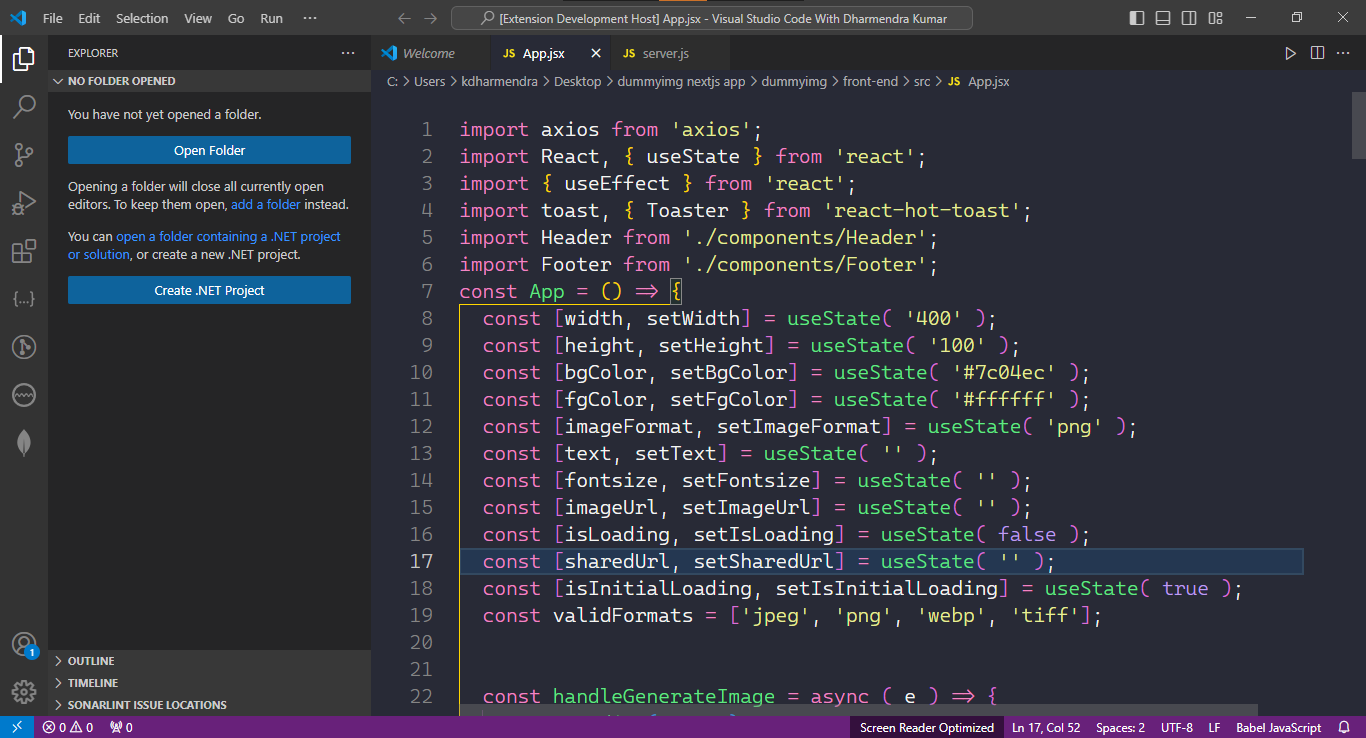 File Edit Selection View Go Run ···
[Extension Development Host] App.jsx - Visual Studio Code With Dharmendra Kumar
EXPLORER ···
NO FOLDER OPENED
You have not yet opened a folder.
Open Folder
Opening a folder will close all currently open
editors. To keep them open, add a folder instead.
You can open a folder containing a .NET project
or solution, or create a new .NET project.
Create .NET Project
OUTLINE
TIMELINE
SONARLINT ISSUE LOCATIONS
1
Welcome JS App.jsx JS server.js
C: > Users > kdharmendra > Desktop > dummyimg nextjs app > dummyimg > front-end > src > JS App.jsx
1 import axios from 'axios';
2 import React, { useState } from 'react';
3 import { useEffect } from 'react';
4 import toast, { Toaster } from 'react-hot-toast';
5 import Header from './components/Header';
6 import Footer from './components/Footer';
7 const App = () => {
8 const [width, setWidth] = useState( '400' );
9 const [height, setHeight] = useState( '100' );
10 const [bgColor, setBgColor] = useState( '#7c04ec' );
11 const [fgColor, setFgColor] = useState( '#ffffff' );
12 const [imageFormat, setImageFormat] = useState( 'png' );
13 const [text, setText] = useState( '' );
14 const [fontsize, setFontsize] = useState( '' );
15 const [imageUrl, setImageUrl] = useState( '' );
16 const [isLoading, setIsLoading] = useState( false );
17 const [sharedUrl, setSharedUrl] = useState( '' );
18 const [isInitialLoading, setIsInitialLoading] = useState( true );
19 const validFormats = ['jpeg', 'png', 'webp', 'tiff'];
20
21
22 const handleGenerateImage = async ( e ) => {
0 0 0 Screen Reader Optimized Ln 17, Col 52 Spaces: 2 UTF-8 LF Babel JavaScript